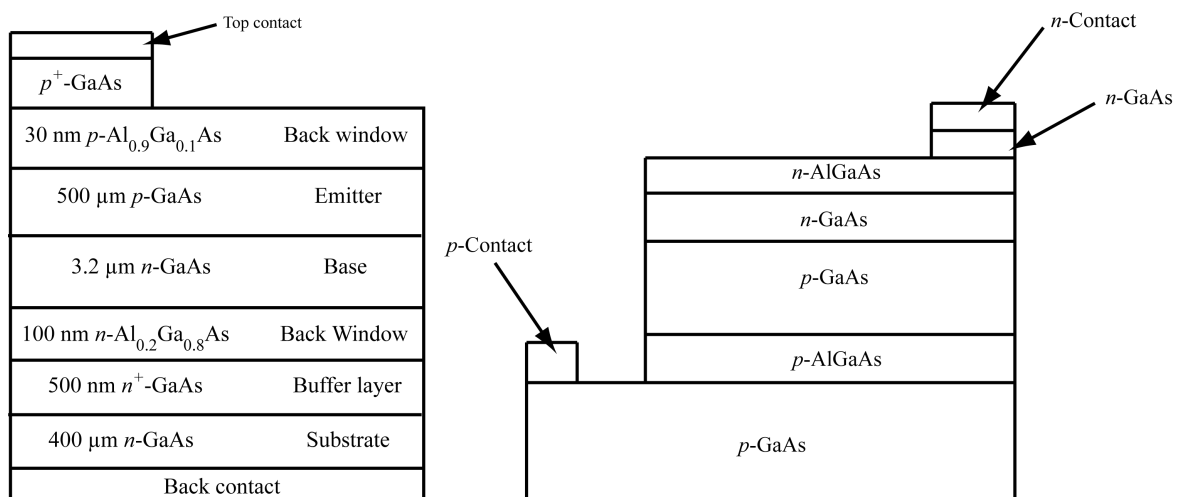 Top contact
p⁺-GaAs
30 nm p-Al₀.₉Ga₀.₁As Back window
500 µm p-GaAs Emitter
3.2 µm n-GaAs Base
100 nm n-Al₀.₂Ga₀.₈As Back Window
500 nm n⁺-GaAs Buffer layer
400 µm n-GaAs Substrate
Back contact
n-Contact
n-GaAs
n-AlGaAs
n-GaAs
p-Contact
p-GaAs
p-AlGaAs
p-GaAs